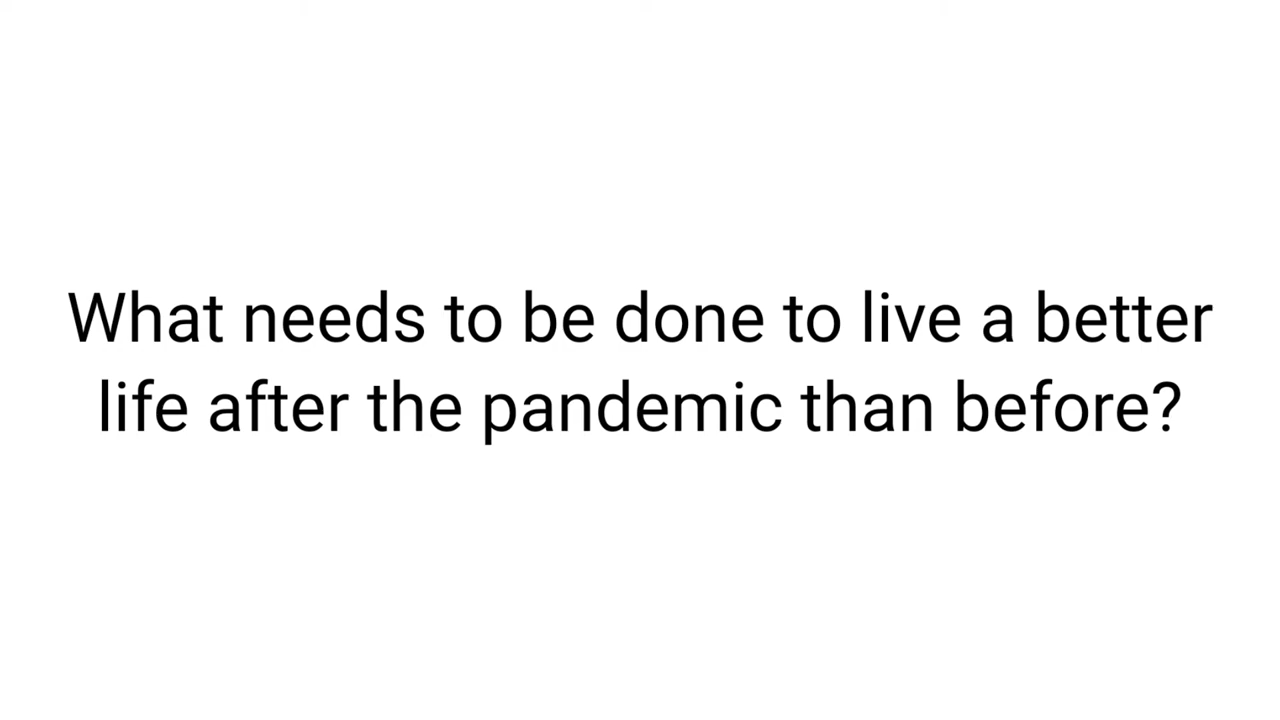 What needs to be done to live a better
life after the pandemic than before?